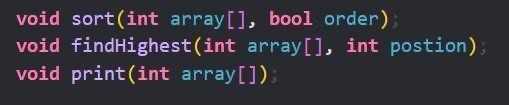 void sort(int array[], bool order);
void findHighest(int array[], int postion);
void print(int array[]);